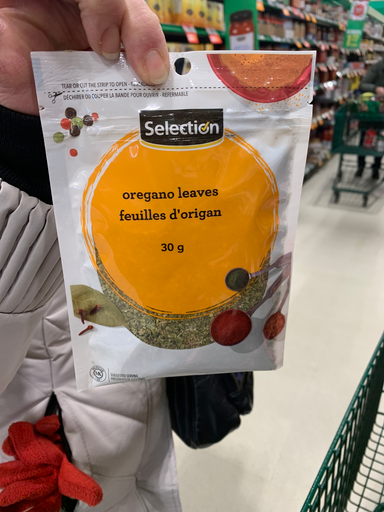 TEAR OR CUT THE STRIP TO OPEN
DÉCHIRER OU COUPER LA BANDE POUR OUVRIR - REFERMABLE
Selection
oregano leaves
feuilles d'origan
30 g